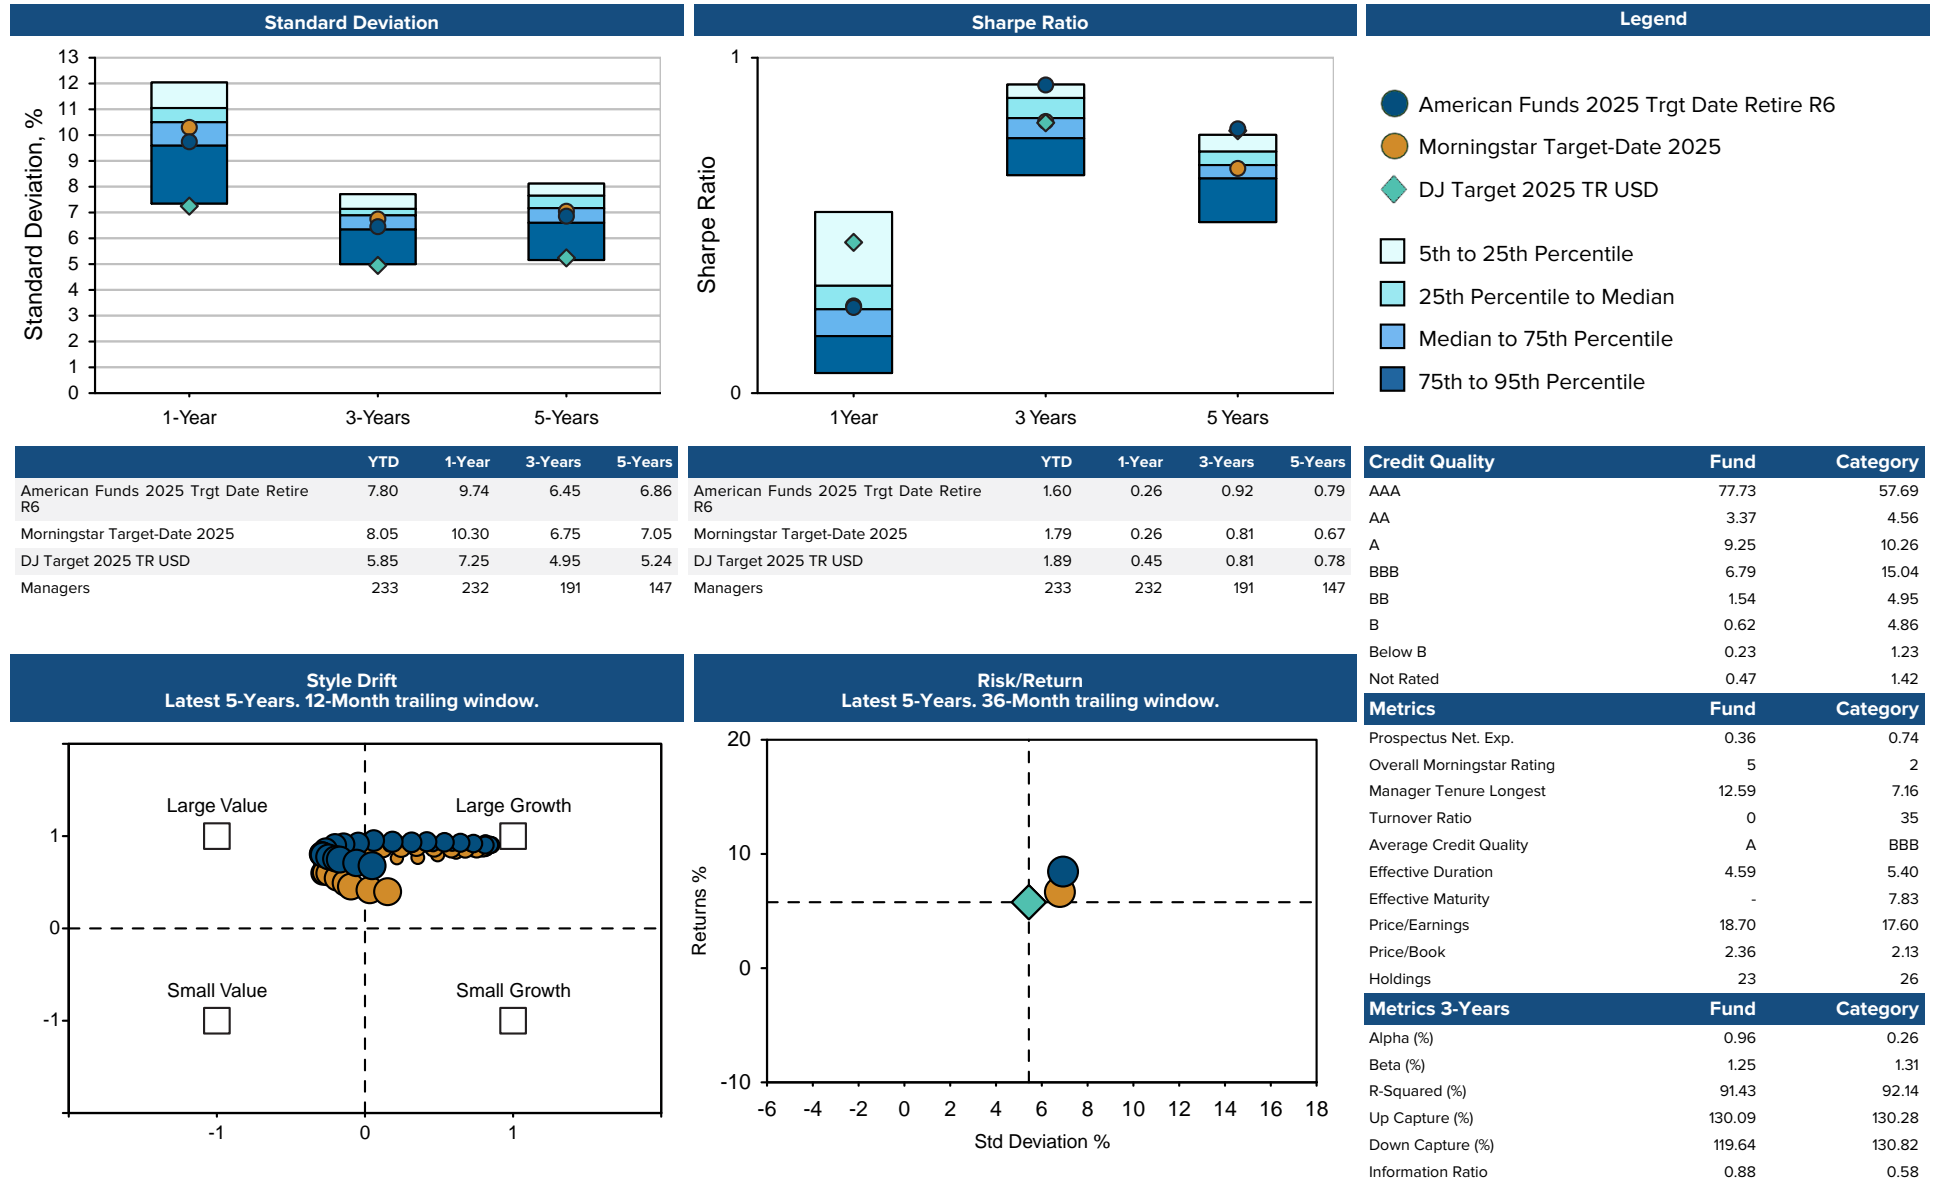 Standard Deviation
13
12
11
10
9
8
7
6
5
4
3
2
1
0
Standard Deviation, %
1-Year 3-Years 5-Years
Sharpe Ratio
1
0
Sharpe Ratio
1Year 3 Years 5 Years
Legend
American Funds 2025 Trgt Date Retire R6
Morningstar Target-Date 2025
DJ Target 2025 TR USD
5th to 25th Percentile
25th Percentile to Median
Median to 75th Percentile
75th to 95th Percentile
YTD 1-Year 3-Years 5-Years
American Funds 2025 Trgt Date Retire 7.80 9.74 6.45 6.86
R6
Morningstar Target-Date 2025 8.05 10.30 6.75 7.05
DJ Target 2025 TR USD 5.85 7.25 4.95 5.24
Managers 233 232 191 147
YTD 1-Year 3-Years 5-Years
American Funds 2025 Trgt Date Retire 1.60 0.26 0.92 0.79
R6
Morningstar Target-Date 2025 1.79 0.26 0.81 0.67
DJ Target 2025 TR USD 1.89 0.45 0.81 0.78
Managers 233 232 191 147
Credit Quality Fund Category
AAA 77.73 57.69
AA 3.37 4.56
A 9.25 10.26
BBB 6.79 15.04
BB 1.54 4.95
B 0.62 4.86
Below B 0.23 1.23
Not Rated 0.47 1.42
Metrics Fund Category
Prospectus Net. Exp. 0.36 0.74
Overall Morningstar Rating 5 2
Manager Tenure Longest 12.59 7.16
Turnover Ratio 0 35
Average Credit Quality A BBB
Effective Duration 4.59 5.40
Effective Maturity - 7.83
Price/Earnings 18.70 17.60
Price/Book 2.36 2.13
Holdings 23 26
Metrics 3-Years Fund Category
Alpha (%) 0.96 0.26
Beta (%) 1.25 1.31
R-Squared (%) 91.43 92.14
Up Capture (%) 130.09 130.28
Down Capture (%) 119.64 130.82
Information Ratio 0.88 0.58
Style Drift
Latest 5-Years. 12-Month trailing window.
Large Value Large Growth
1
0
Small Value Small Growth
-1
-1 0 1
Risk/Return
Latest 5-Years. 36-Month trailing window.
20
10
0
-10
Returns %
-6 -4 -2 0 2 4 6 8 10 12 14 16 18
Std Deviation %